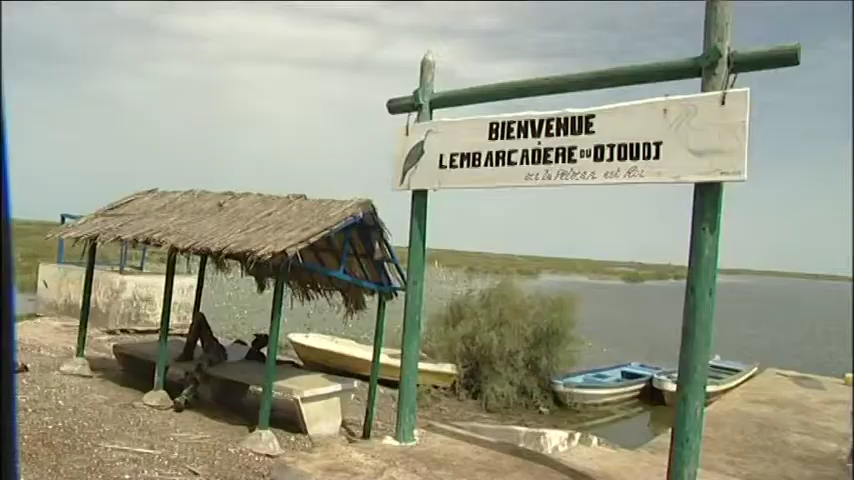 BIENVENUE
LEMBARCADÈRE DU DJOUDJ
où le Pélican est Roi